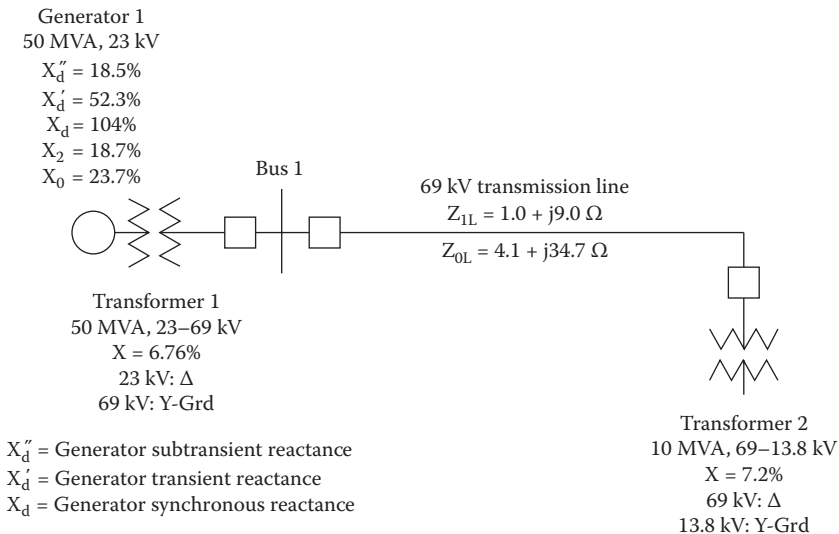 Generator 1
50 MVA, 23 kV
X″d = 18.5%
X′d = 52.3%
Xd = 104%
X2 = 18.7%
X0 = 23.7%
Bus 1
69 kV transmission line
Z1L = 1.0 + j9.0 Ω
Z0L = 4.1 + j34.7 Ω
Transformer 1
50 MVA, 23–69 kV
X = 6.76%
23 kV: Δ
69 kV: Y-Grd
X″d = Generator subtransient reactance
X′d = Generator transient reactance
Xd = Generator synchronous reactance
Transformer 2
10 MVA, 69–13.8 kV
X = 7.2%
69 kV: Δ
13.8 kV: Y-Grd